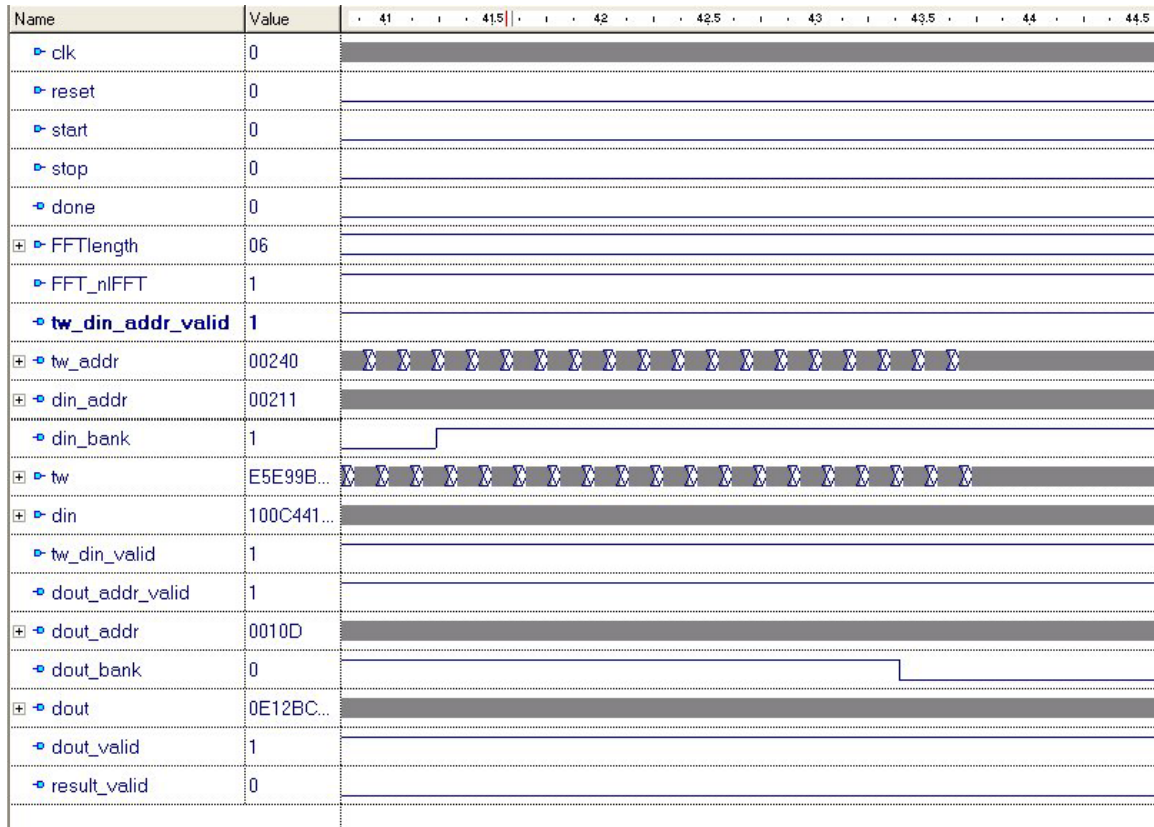 Name Value 41 41.5 42 42.5 43 43.5 44 44.5
clk 0
reset 0
start 0
stop 0
done 0
FFTlength 06
FFT_nIFFT 1
tw_din_addr_valid 1
tw_addr 00240
din_addr 00211
din_bank 1
tw E5E99B...
din 100C441...
tw_din_valid 1
dout_addr_valid 1
dout_addr 0010D
dout_bank 0
dout 0E12BC...
dout_valid 1
result_valid 0